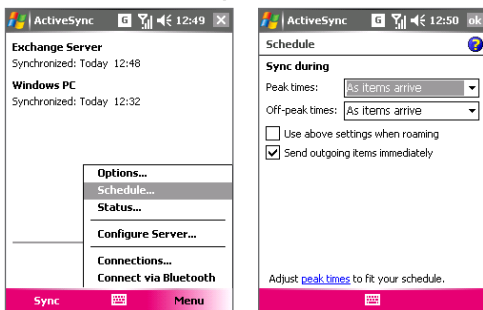 ActiveSync G 12:49
Exchange Server
Synchronized: Today 12:48
Windows PC
Synchronized: Today 12:32
Options...
Schedule...
Status...
Configure Server...
Connections...
Connect via Bluetooth
Sync Menu
ActiveSync G 12:50 ok
Schedule ?
Sync during
Peak times: As items arrive
Off-peak times: As items arrive
Use above settings when roaming
Send outgoing items immediately
Adjust peak times to fit your schedule.